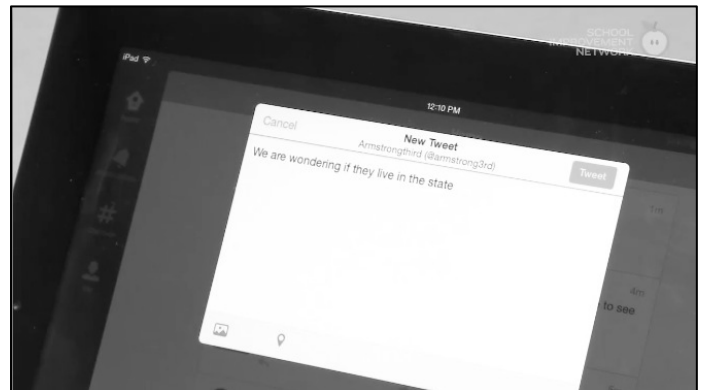 SCHOOL
IMPROVEMENT
NETWORK
iPad
12:10 PM
Cancel
New Tweet
Tweet
Armstrongthird (@armstrong3rd)
We are wondering if they live in the state
1m
4m
to see